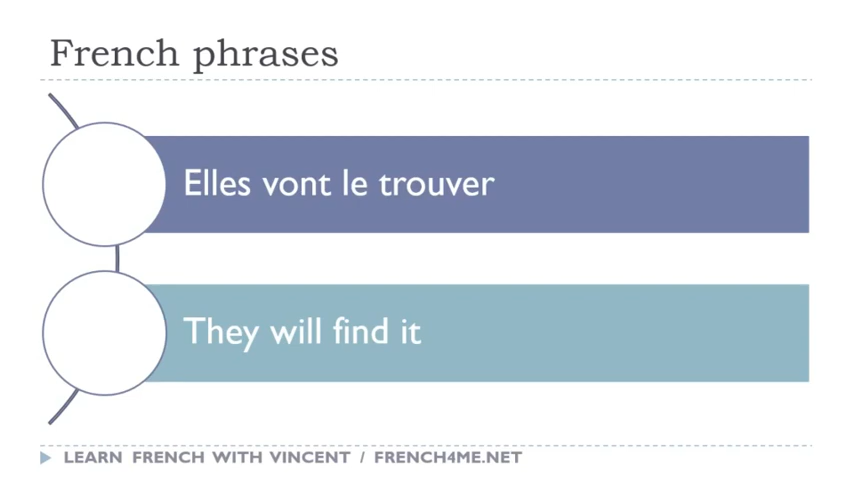 French phrases
Elles vont le trouver
They will find it
LEARN FRENCH WITH VINCENT / FRENCH4ME.NET